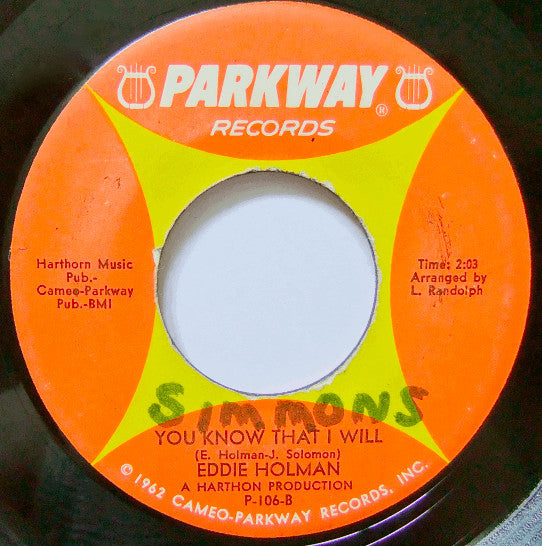 PARKWAY ®
RECORDS
Harthorn Music
Pub.-
Cameo-Parkway
Pub.-BMI
Time: 2:03
Arranged by
L. Randolph
SIMMONS
YOU KNOW THAT I WILL
(E. Holman-J. Solomon)
EDDIE HOLMAN
A HARTHON PRODUCTION
P-106-B
© 1962 CAMEO-PARKWAY RECORDS, INC.